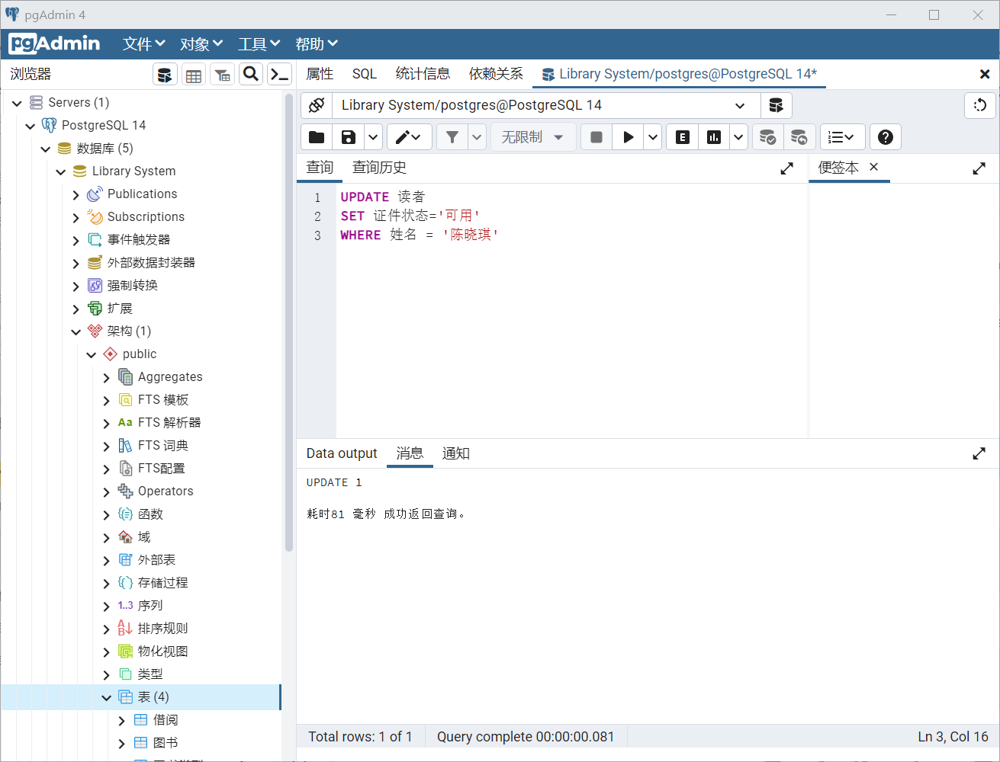 pgAdmin 4
pgAdmin 文件 对象 工具 帮助
浏览器
属性 SQL 统计信息 依赖关系 Library System/postgres@PostgreSQL 14*
Library System/postgres@PostgreSQL 14
无限制
E
查询 查询历史
便签本
1 UPDATE 读者
2 SET 证件状态='可用'
3 WHERE 姓名 = '陈晓琪'
Servers (1)
PostgreSQL 14
数据库 (5)
Library System
Publications
Subscriptions
事件触发器
外部数据封装器
强制转换
扩展
架构 (1)
public
Aggregates
FTS 模板
Aa FTS 解析器
FTS 词典
FTS配置
Operators
函数
域
外部表
存储过程
1..3 序列
排序规则
物化视图
类型
表 (4)
借阅
图书
Data output 消息 通知
UPDATE 1
耗时81 毫秒 成功返回查询。
Total rows: 1 of 1 Query complete 00:00:00.081 Ln 3, Col 16